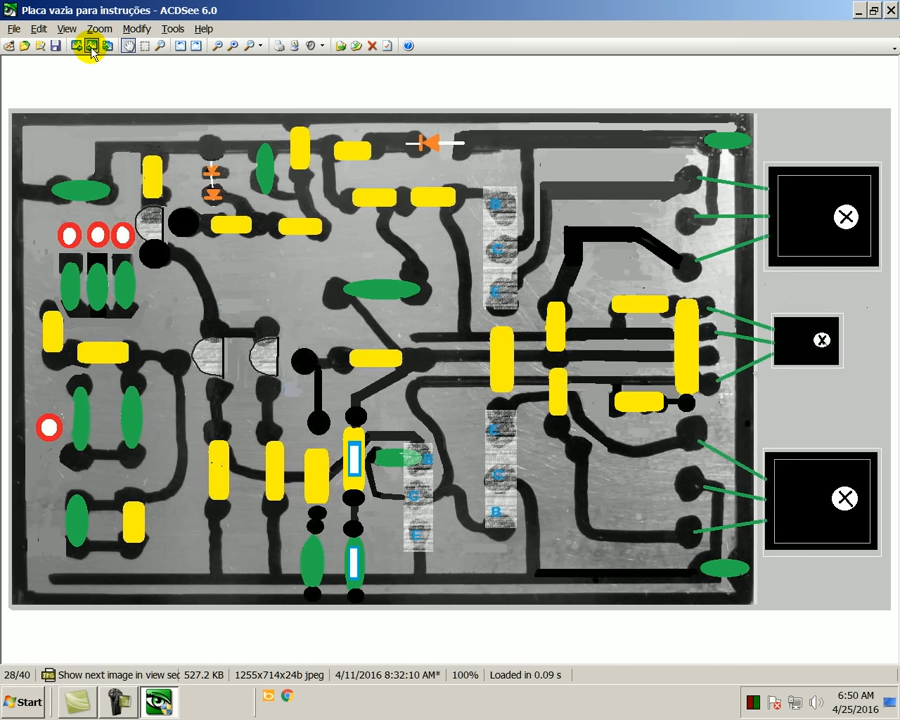 Placa vazia para instruções - ACDSee 6.0
File Edit View Zoom Modify Tools Help
X
X
X
28/40 Show next image in view sec 527.2 KB 1255x714x24b jpeg 4/11/2016 8:32:10 AM* 100% Loaded in 0.09 s
Start
6:50 AM
4/25/2016